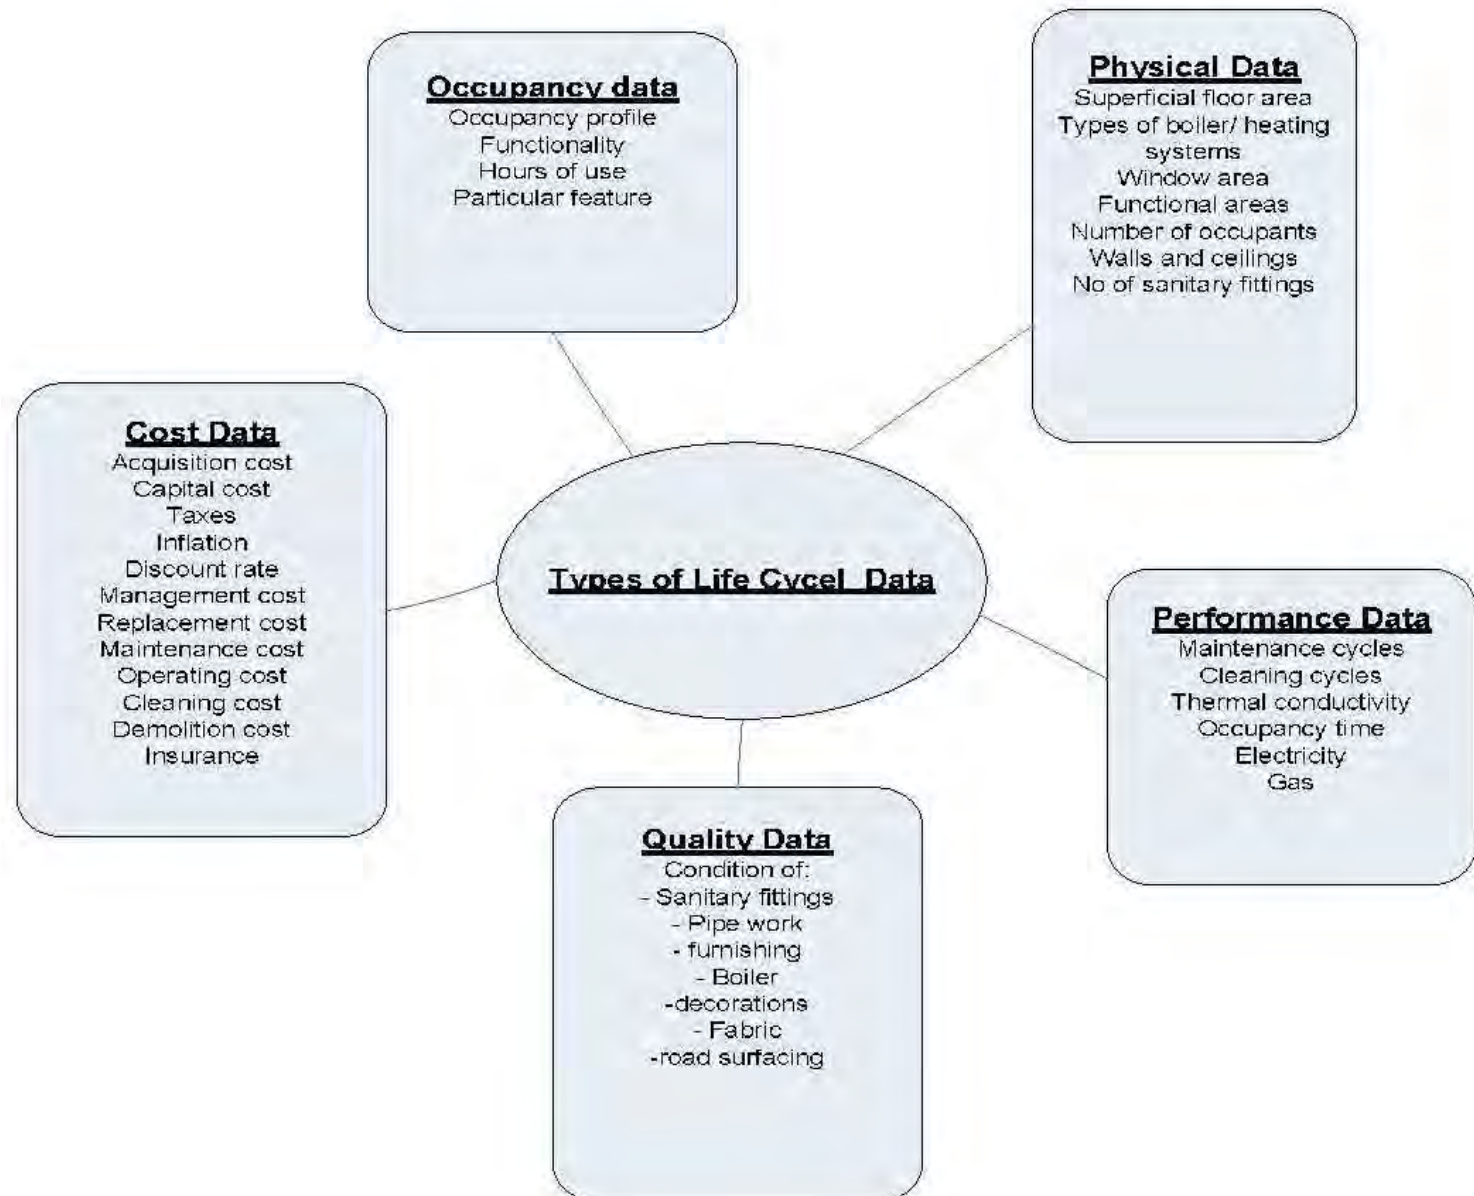 Occupancy data
Occupancy profile
Functionality
Hours of use
Particular feature
Physical Data
Superficial floor area
Types of boiler/ heating
systems
Window area
Functional areas
Number of occupants
Walls and ceilings
No of sanitary fittings
Cost Data
Acquisition cost
Capital cost
Taxes
Inflation
Discount rate
Management cost
Replacement cost
Maintenance cost
Operating cost
Cleaning cost
Demolition cost
Insurance
Types of Life Cycel  Data
Performance Data
Maintenance cycles
Cleaning cycles
Thermal conductivity
Occupancy time
Electricity
Gas
Quality Data
Condition of:
- Sanitary fittings
- Pipe work
- furnishing
- Boiler
-decorations
- Fabric
-road surfacing